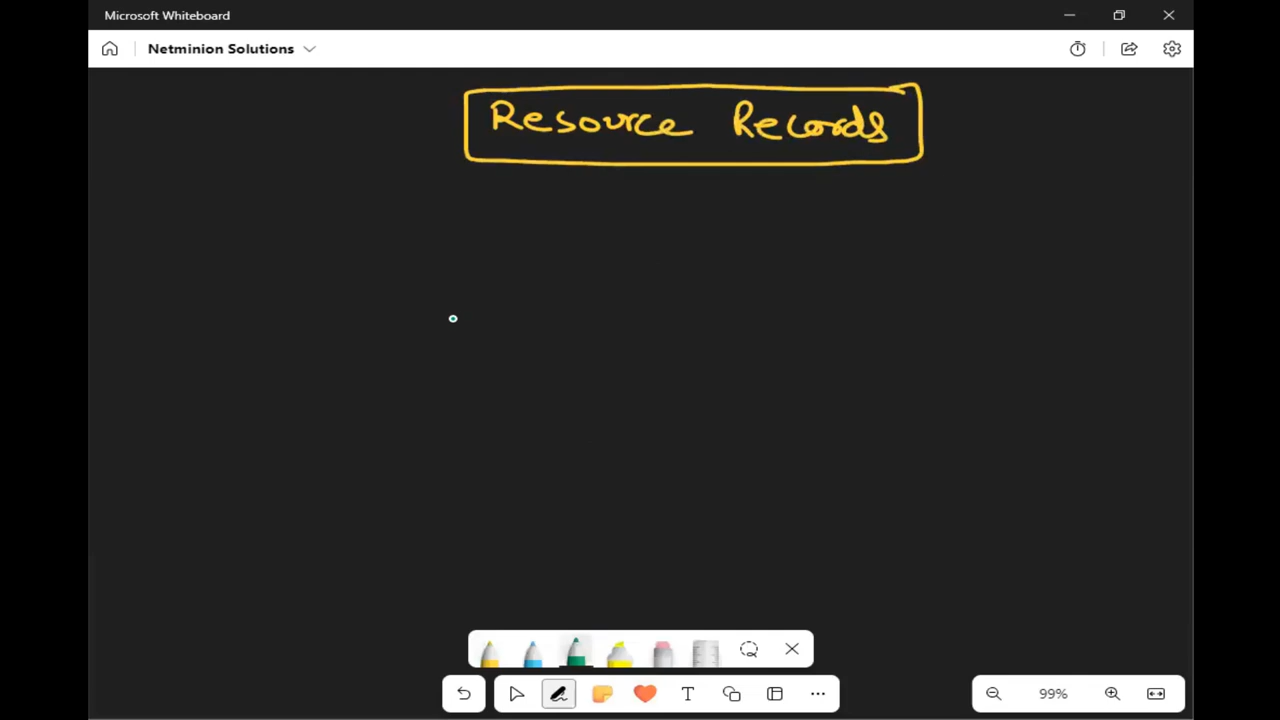 Microsoft Whiteboard
Netminion Solutions
Resource Records
T
99%